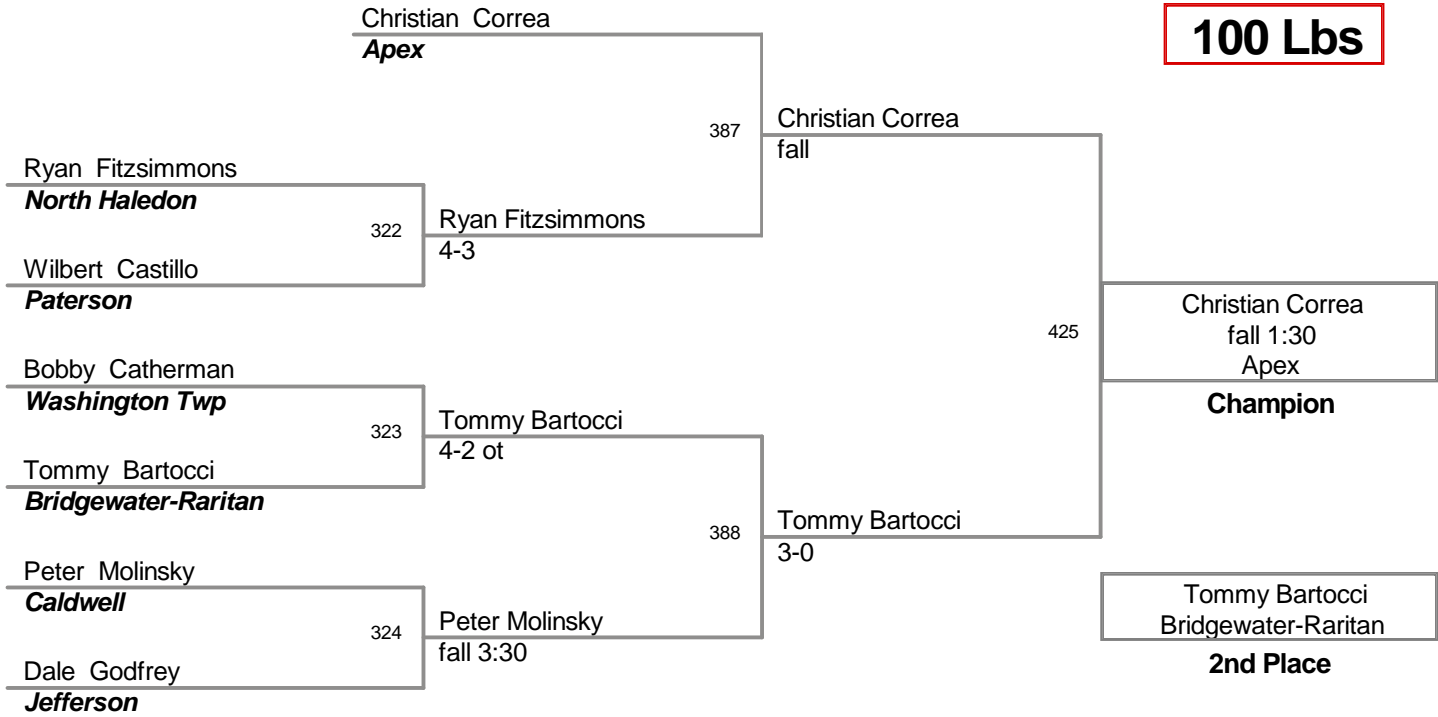 Christian Correa
Apex
100 Lbs
387
Christian Correa
fall
Ryan Fitzsimmons
North Haledon
322
Ryan Fitzsimmons
4-3
Wilbert Castillo
Paterson
425
Christian Correa
fall 1:30
Apex
Champion
Bobby Catherman
Washington Twp
323
Tommy Bartocci
4-2 ot
Tommy Bartocci
Bridgewater-Raritan
388
Tommy Bartocci
3-0
Peter Molinsky
Caldwell
324
Peter Molinsky
fall 3:30
Dale Godfrey
Jefferson
Tommy Bartocci
Bridgewater-Raritan
2nd Place